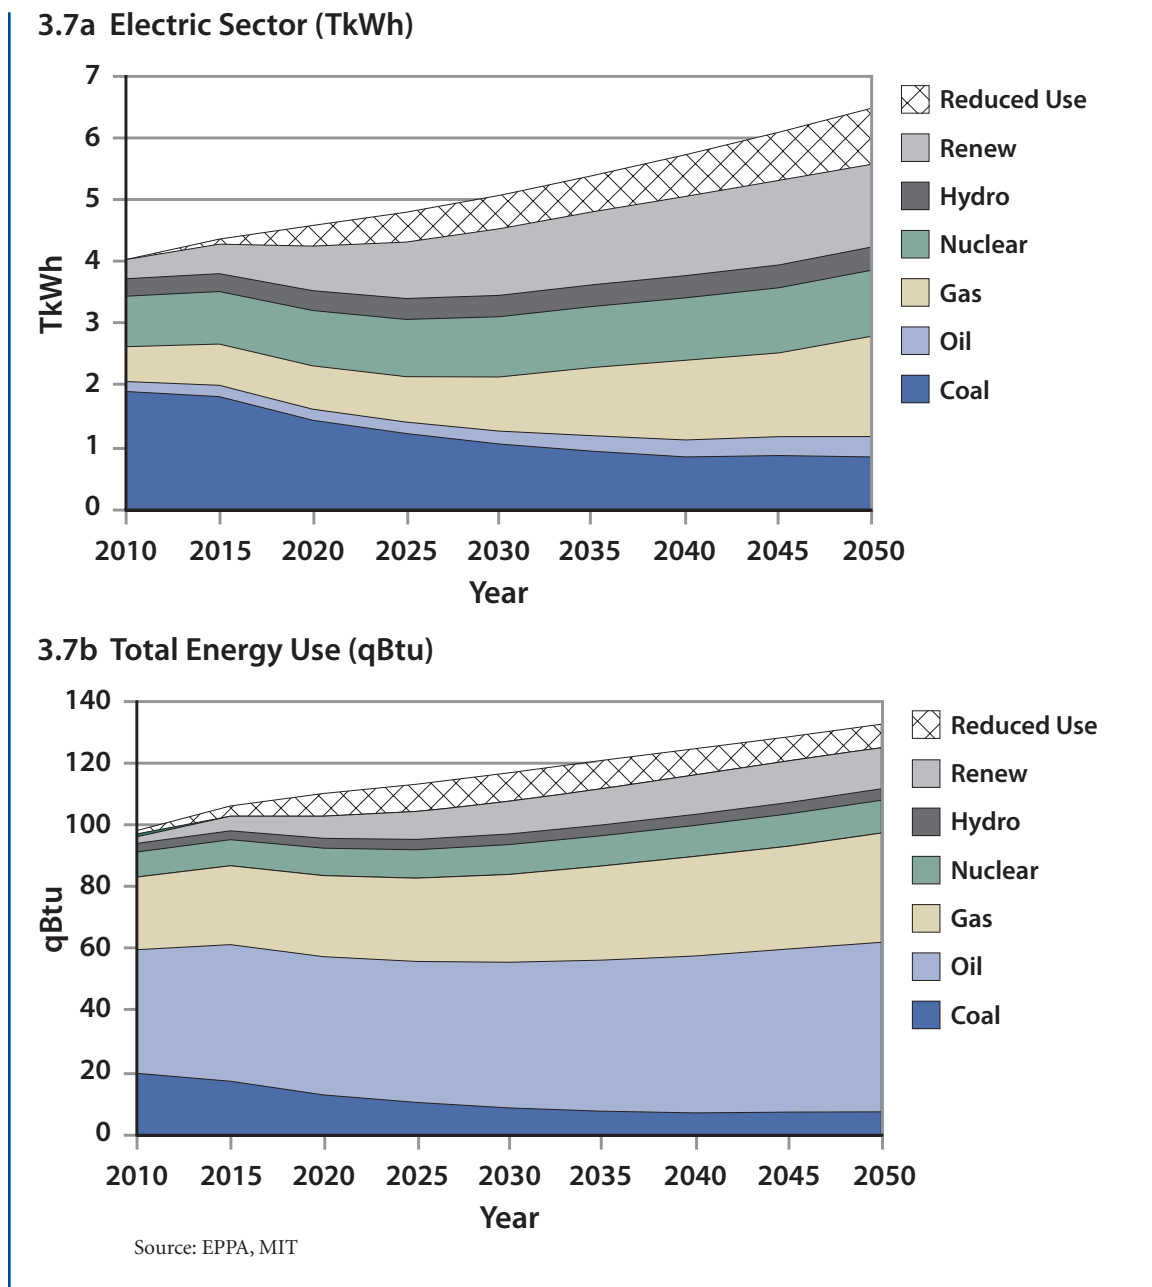 3.7a Electric Sector (TkWh)
7
6
5
4
3
2
1
0
TkWh
2010 2015 2020 2025 2030 2035 2040 2045 2050
Year
Reduced Use
Renew
Hydro
Nuclear
Gas
Oil
Coal
3.7b Total Energy Use (qBtu)
140
120
100
80
60
40
20
0
qBtu
2010 2015 2020 2025 2030 2035 2040 2045 2050
Year
Reduced Use
Renew
Hydro
Nuclear
Gas
Oil
Coal
Source: EPPA, MIT